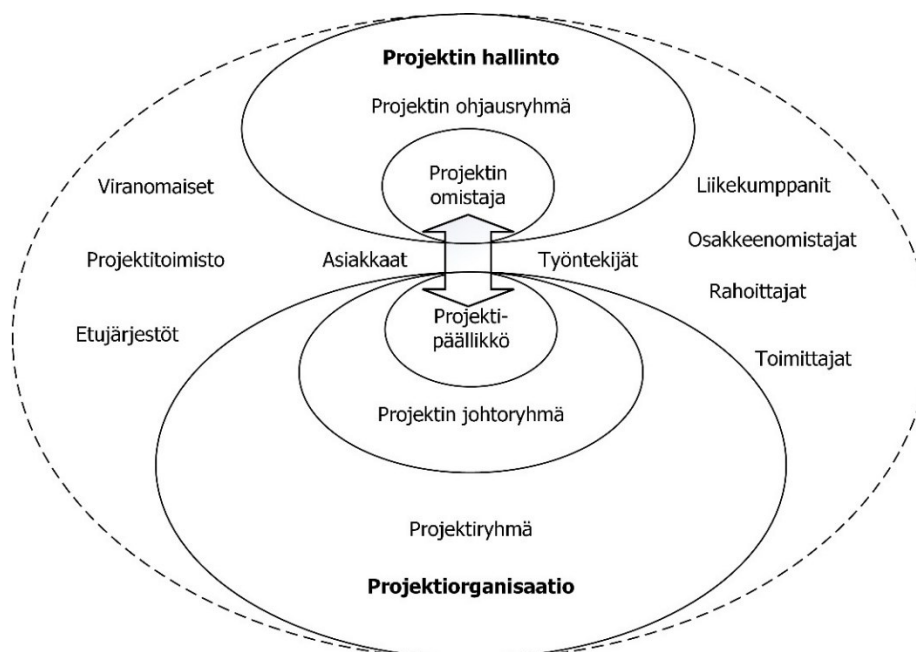 Projektin hallinto
Projektin ohjausryhmä
Projektin
omistaja
Viranomaiset
Liikekumppanit
Osakkeenomistajat
Projektitoimisto
Asiakkaat
Työntekijät
Rahoittajat
Etujärjestöt
Projekti-
päällikkö
Toimittajat
Projektin johtoryhmä
Projektiryhmä
Projektiorganisaatio